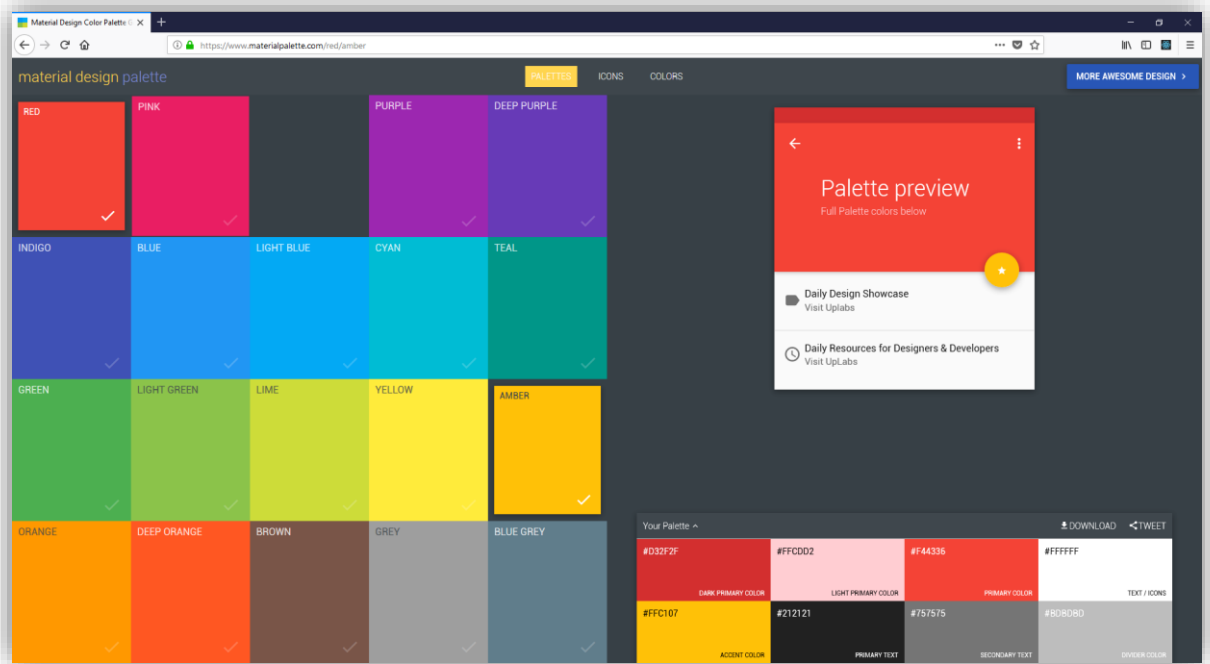 Material Design Color Palette G
https://www.materialpalette.com/red/amber
material design palette
PALETTES
ICONS
COLORS
MORE AWESOME DESIGN
RED
PINK
PURPLE
DEEP PURPLE
INDIGO
BLUE
LIGHT BLUE
CYAN
TEAL
GREEN
LIGHT GREEN
LIME
YELLOW
AMBER
ORANGE
DEEP ORANGE
BROWN
GREY
BLUE GREY
Palette preview
Full Palette colors below
Daily Design Showcase
Visit Uplabs
Daily Resources for Designers & Developers
Visit UpLabs
Your Palette
DOWNLOAD
TWEET
#D32F2F
DARK PRIMARY COLOR
#FFCDD2
LIGHT PRIMARY COLOR
#F44336
PRIMARY COLOR
#FFFFFF
TEXT / ICONS
#FFC107
ACCENT COLOR
#212121
PRIMARY TEXT
#757575
SECONDARY TEXT
#BDBDBD
DIVIDER COLOR